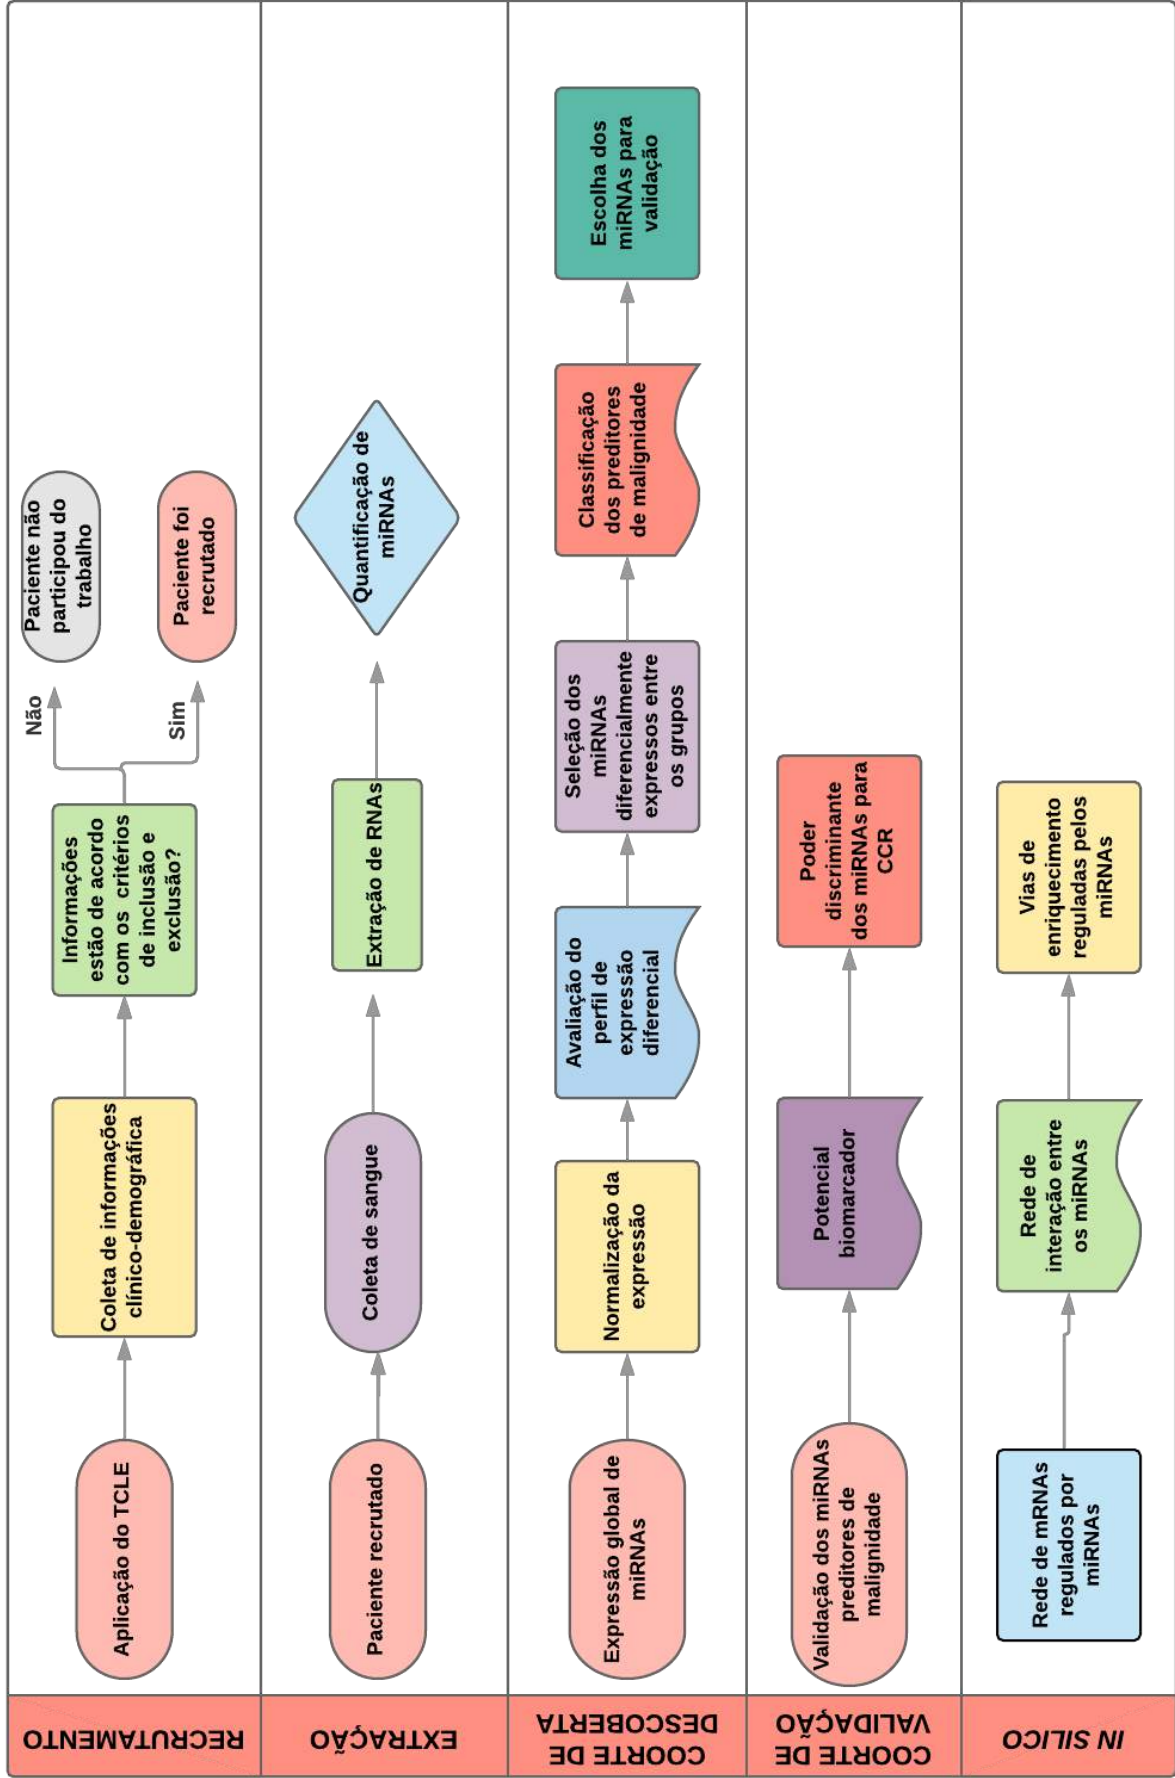 RECRUTAMENTO
Aplicação do TCLE
Coleta de informações
clínico-demográfica
Informações
estão de acordo
com os critérios
de inclusão e
exclusão?
Não
Paciente não
participou do
trabalho
Sim
Paciente foi
recrutado
EXTRAÇÃO
Paciente recrutado
Coleta de sangue
Extração de RNAs
Quantificação de
miRNAs
COORTE DE
DESCOBERTA
Expressão global de
miRNAs
Normalização da
expressão
Avaliação do
perfil de
expressão
diferencial
Seleção dos
miRNAs
diferencialmente
expressos entre
os grupos
Classificação
dos preditores
de malignidade
Escolha dos
miRNAs para
validação
COORTE DE
VALIDAÇÃO
Validação dos miRNAs
preditores de
malignidade
Potencial
biomarcador
Poder
discriminante
dos miRNAs para
CCR
IN SILICO
Rede de mRNAs
regulados por
miRNAs
Rede de
interação entre
os miRNAs
Vias de
enriquecimento
reguladas pelos
miRNAs